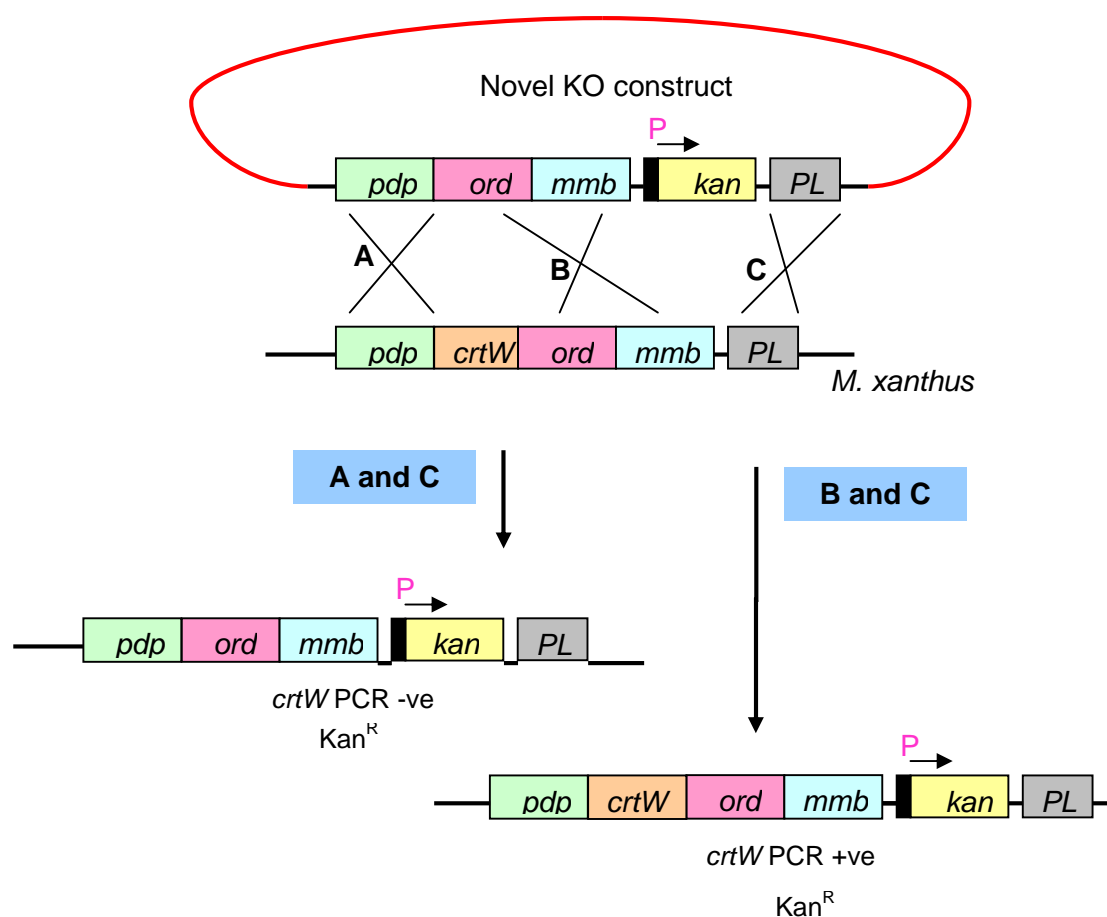 Novel KO construct
P
pdp ord mmb kan PL
A B C
pdp crtW ord mmb PL
M. xanthus
A and C
B and C
P
pdp ord mmb kan PL
crtW PCR -ve
Kan^R
P
pdp crtW ord mmb kan PL
crtW PCR +ve
Kan^R